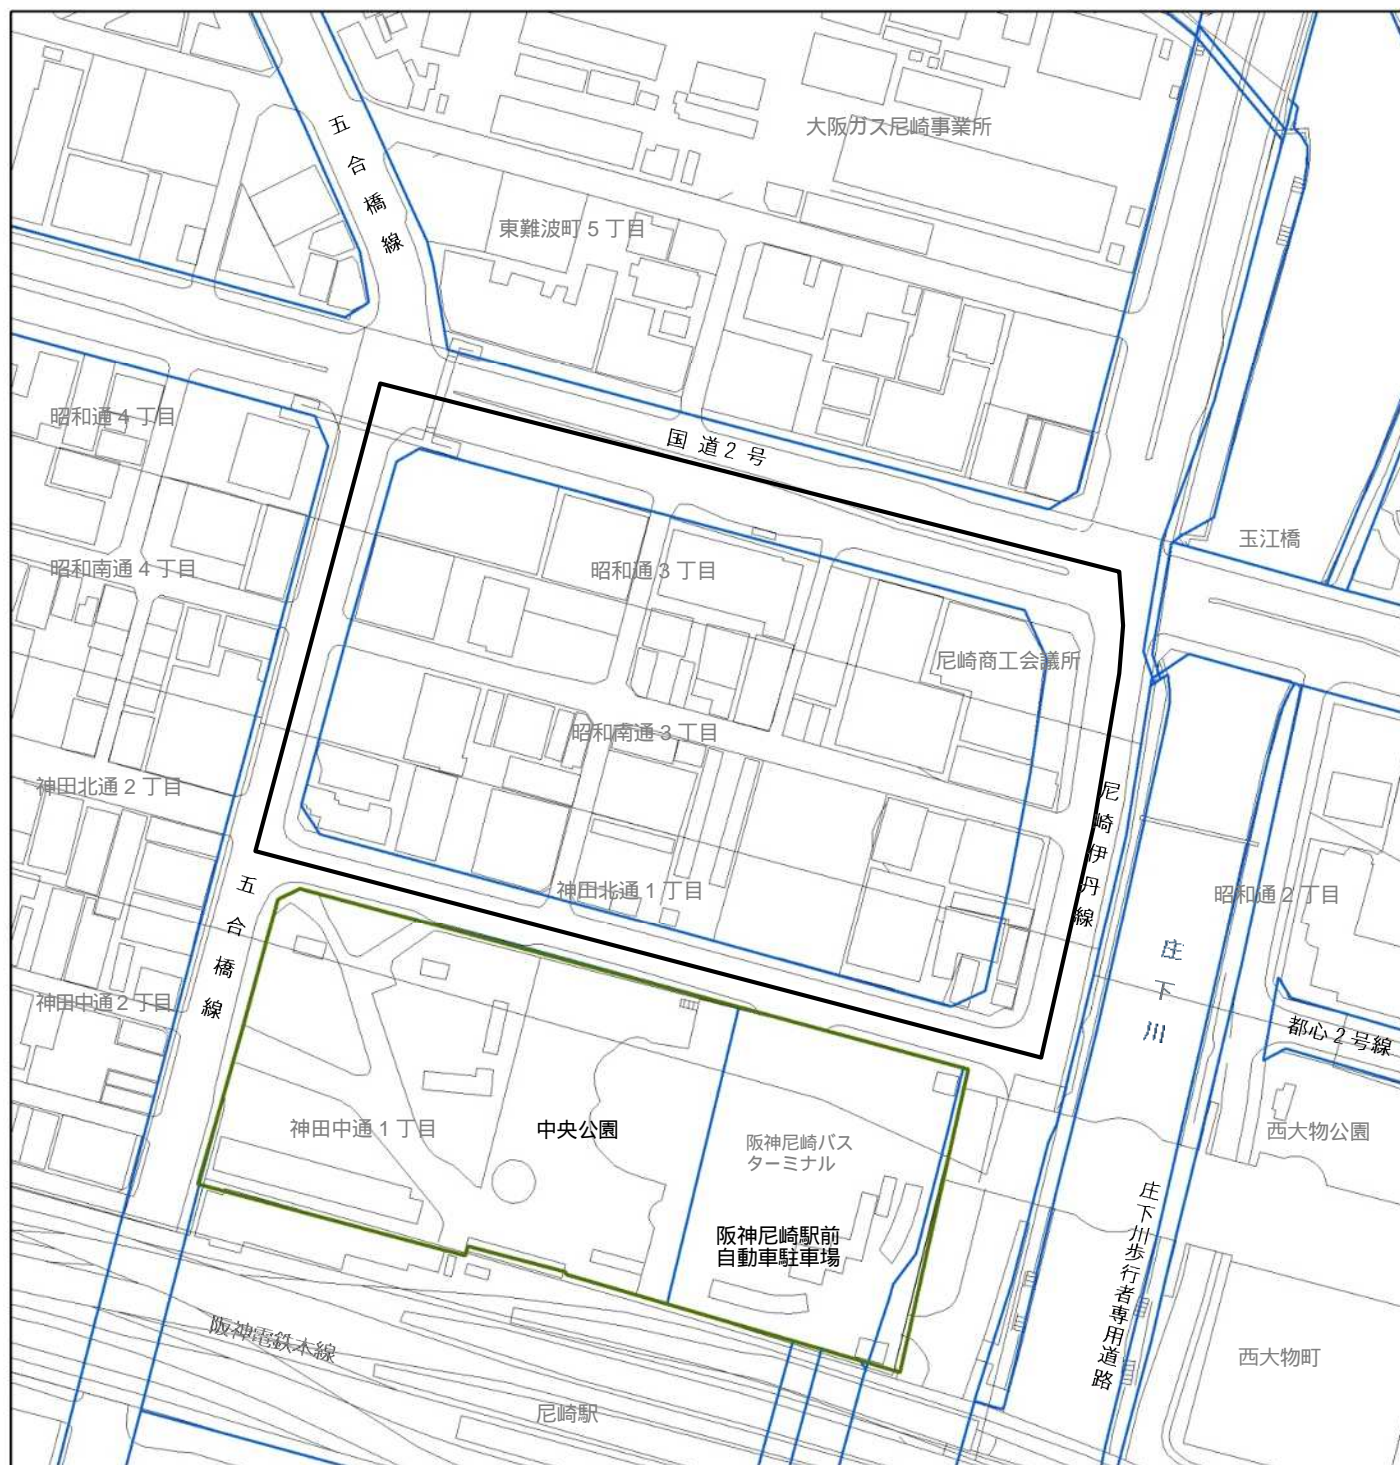 大阪ガス尼崎事業所
五合橋線
東難波町5丁目
昭和通4丁目
国道2号
玉江橋
昭和南通4丁目
昭和通3丁目
尼崎商工会議所
昭和南通3丁目
神田北通2丁目
尼崎伊丹線
五合橋線
神田北通1丁目
昭和通2丁目
庄下川
神田中通2丁目
都心2号線
神田中通1丁目
中央公園
阪神尼崎バス
ターミナル
西大物公園
庄下川歩行者専用道路
阪神尼崎駅前
自動車駐車場
阪神電鉄本線
西大物町
尼崎駅